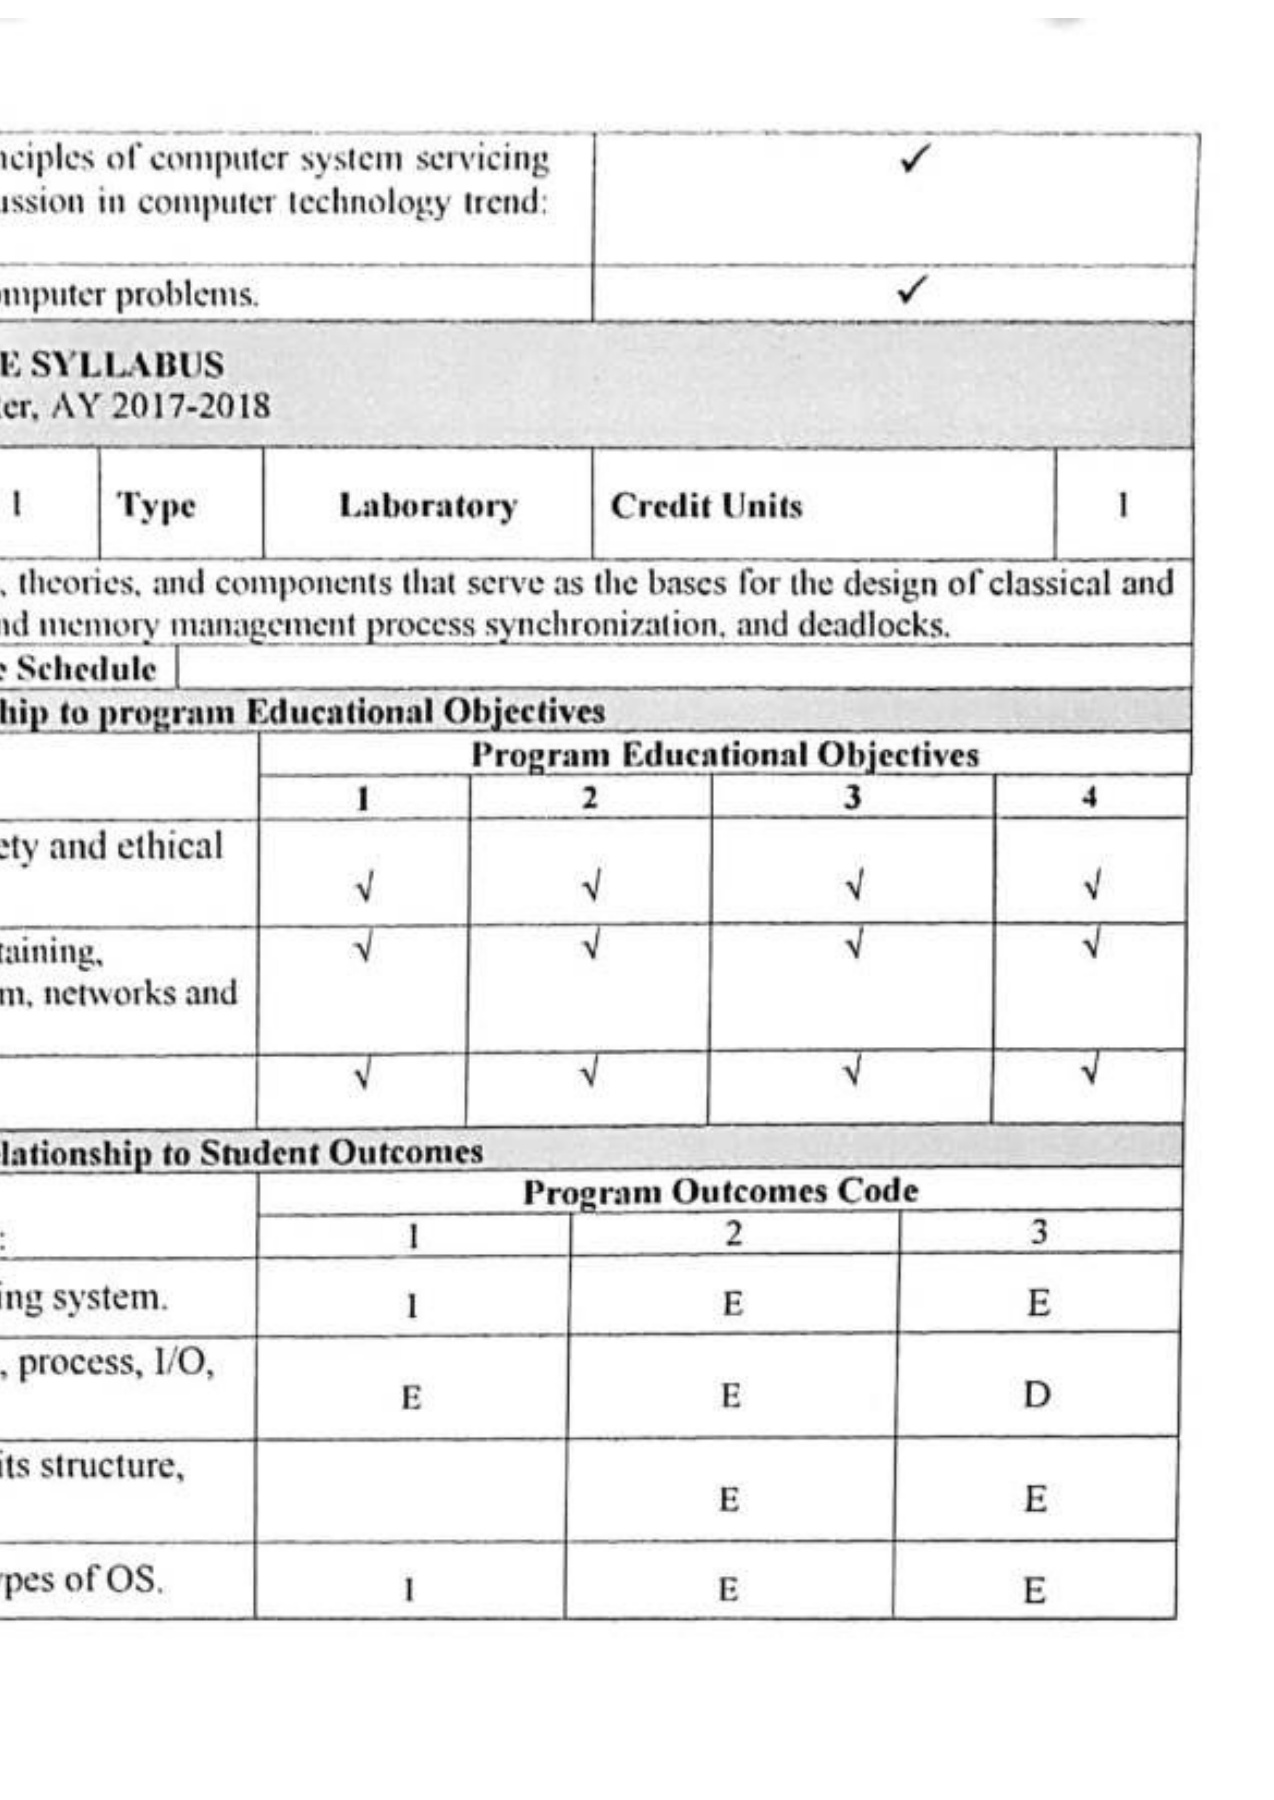 nciples of computer system servicing ✓
ussion in computer technology trend:
omputer problems. ✓
E SYLLABUS
er, AY 2017-2018
1 Type Laboratory Credit Units 1
, theories, and components that serve as the bases for the design of classical and
nd memory management process synchronization, and deadlocks.
e Schedule
hip to program Educational Objectives
Program Educational Objectives
1 2 3 4
ety and ethical
√ √ √ √
taining, √ √ √ √
m, networks and
√ √ √ √
lationship to Student Outcomes
Program Outcomes Code
: 1 2 3
ing system. I E E
, process, I/O,
E E D
its structure,
E E
ypes of OS. I E E